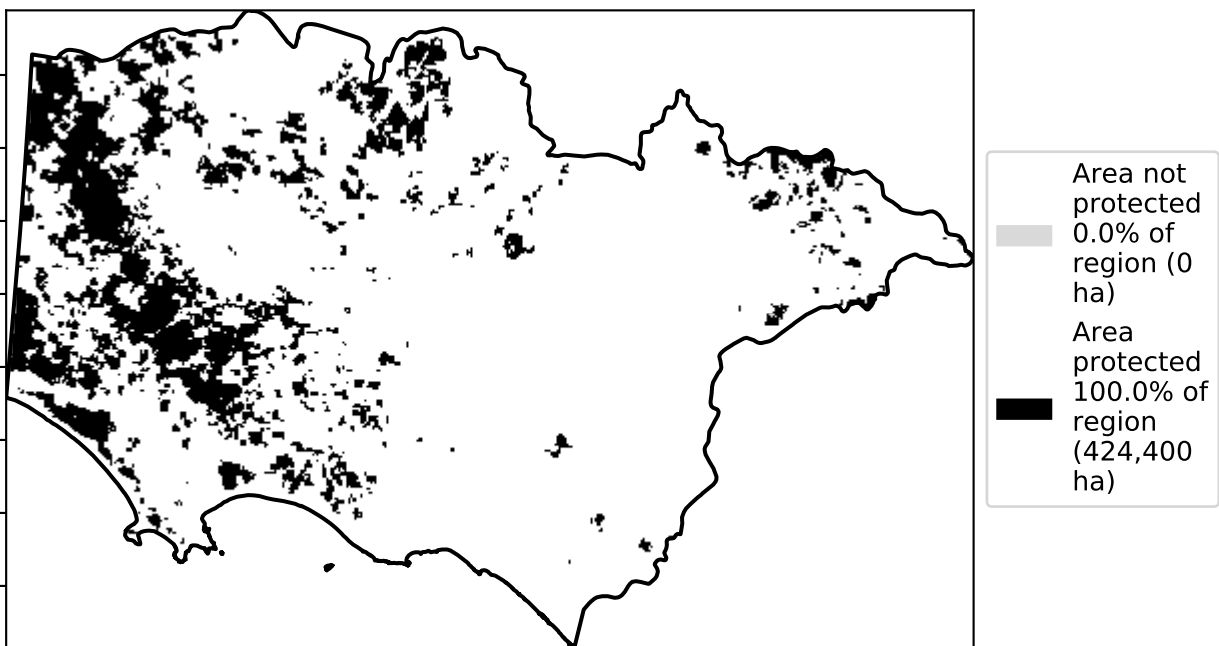 Area not
protected
0.0% of
region (0
ha)
Area
protected
100.0% of
region
(424,400
ha)